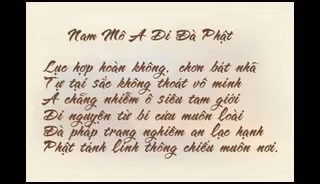 Nam Mô A Di Đà Phật
Lục hợp hoàn không, chơn bát nhã
Tự tại sắc không thoát vô minh
Á chẳng nhiễm ô siêu tam giới
Di nguyện từ bi cứu muôn loài
Đà pháp trang nghiêm an lạc hạnh
Phật tánh linh thông chiếu muôn nơi.